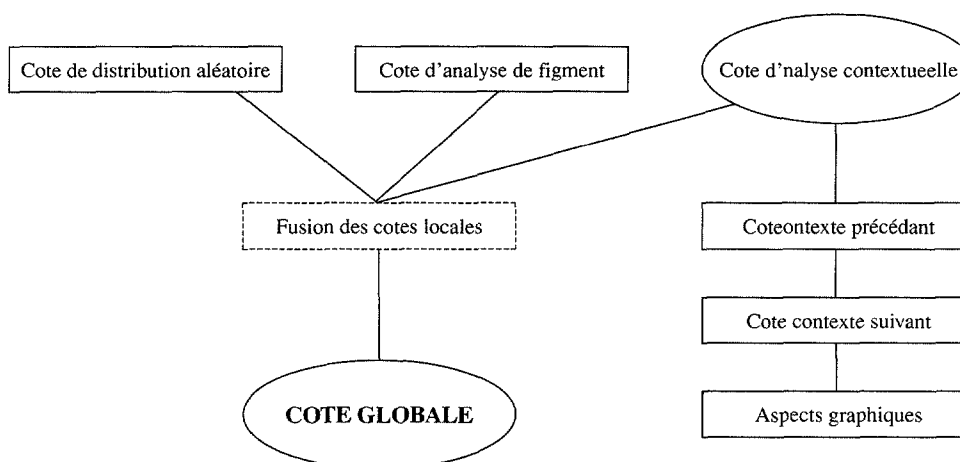 Cote de distribution aléatoire
Cote d'analyse de figment
Cote d'nalyse contextueelle
Fusion des cotes locales
Coteontexte précédant
Cote contexte suivant
COTE GLOBALE
Aspects graphiques